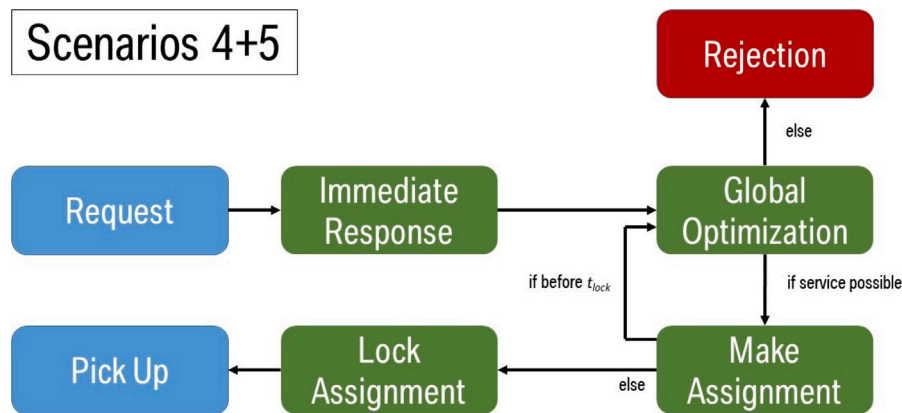 Scenarios 4+5
Rejection
else
Request
Immediate
Response
Global
Optimization
if before t_lock
if service possible
Pick Up
Lock
Assignment
else
Make
Assignment